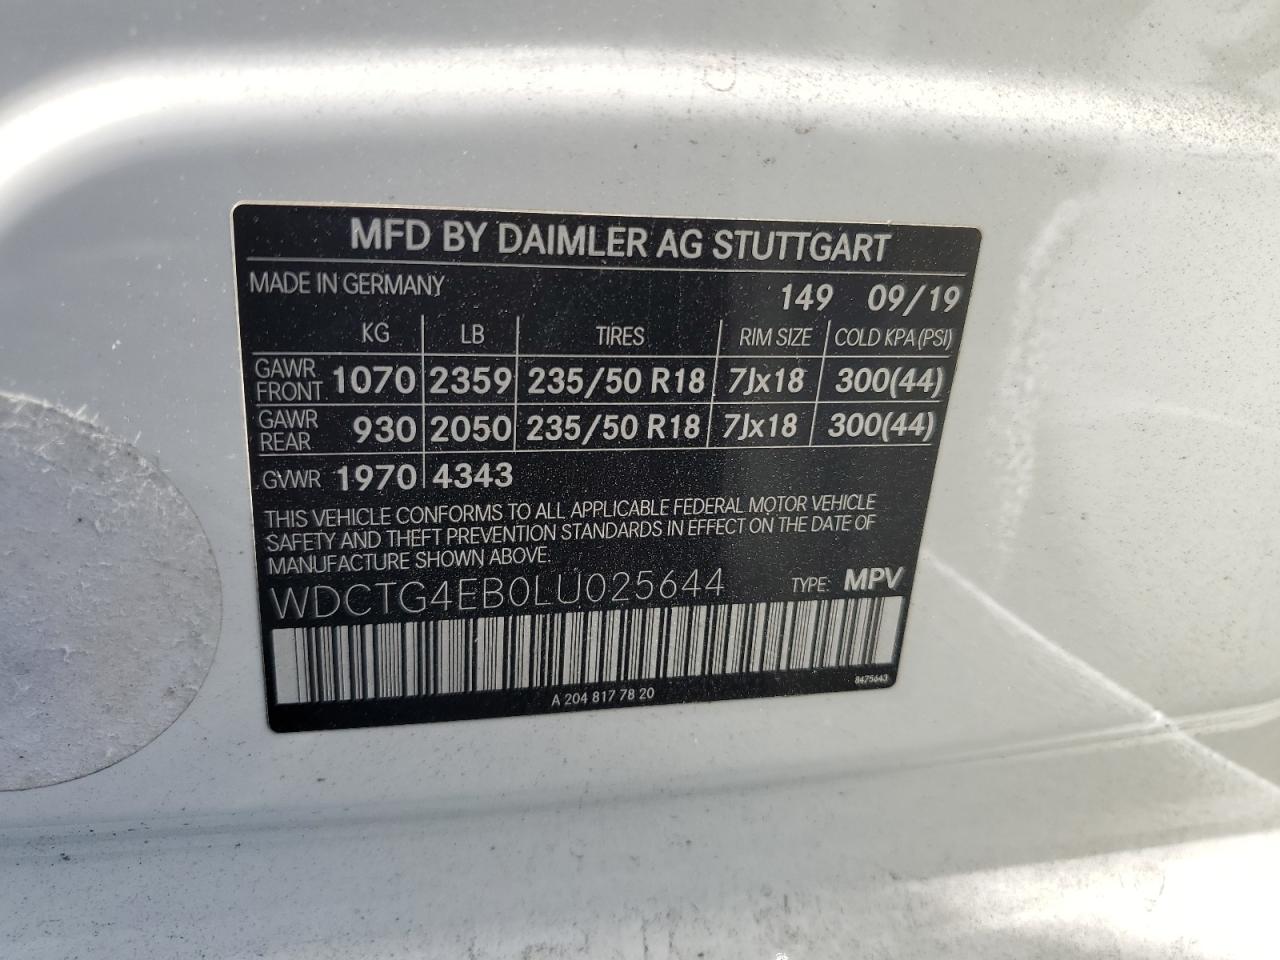 MFD BY DAIMLER AG STUTTGART
MADE IN GERMANY 149 09/19
KG LB TIRES RIM SIZE COLD KPA(PSI)
GAWR FRONT 1070 2359 235/50 R18 7Jx18 300(44)
GAWR REAR 930 2050 235/50 R18 7Jx18 300(44)
GVWR 1970 4343
THIS VEHICLE CONFORMS TO ALL APPLICABLE FEDERAL MOTOR VEHICLE
SAFETY AND THEFT PREVENTION STANDARDS IN EFFECT ON THE DATE OF
MANUFACTURE SHOWN ABOVE.
WDCTG4EB0LU025644 TYPE: MPV
A 204 817 78 20 8475643